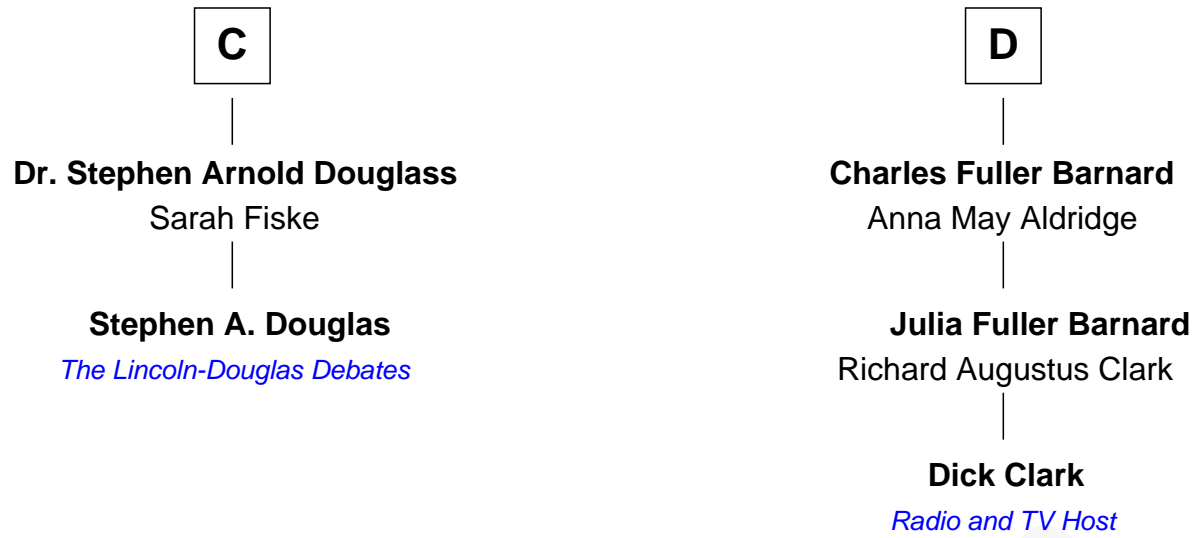 C
Dr. Stephen Arnold Douglass
Sarah Fiske
Stephen A. Douglas
The Lincoln-Douglas Debates
D
Charles Fuller Barnard
Anna May Aldridge
Julia Fuller Barnard
Richard Augustus Clark
Dick Clark
Radio and TV Host